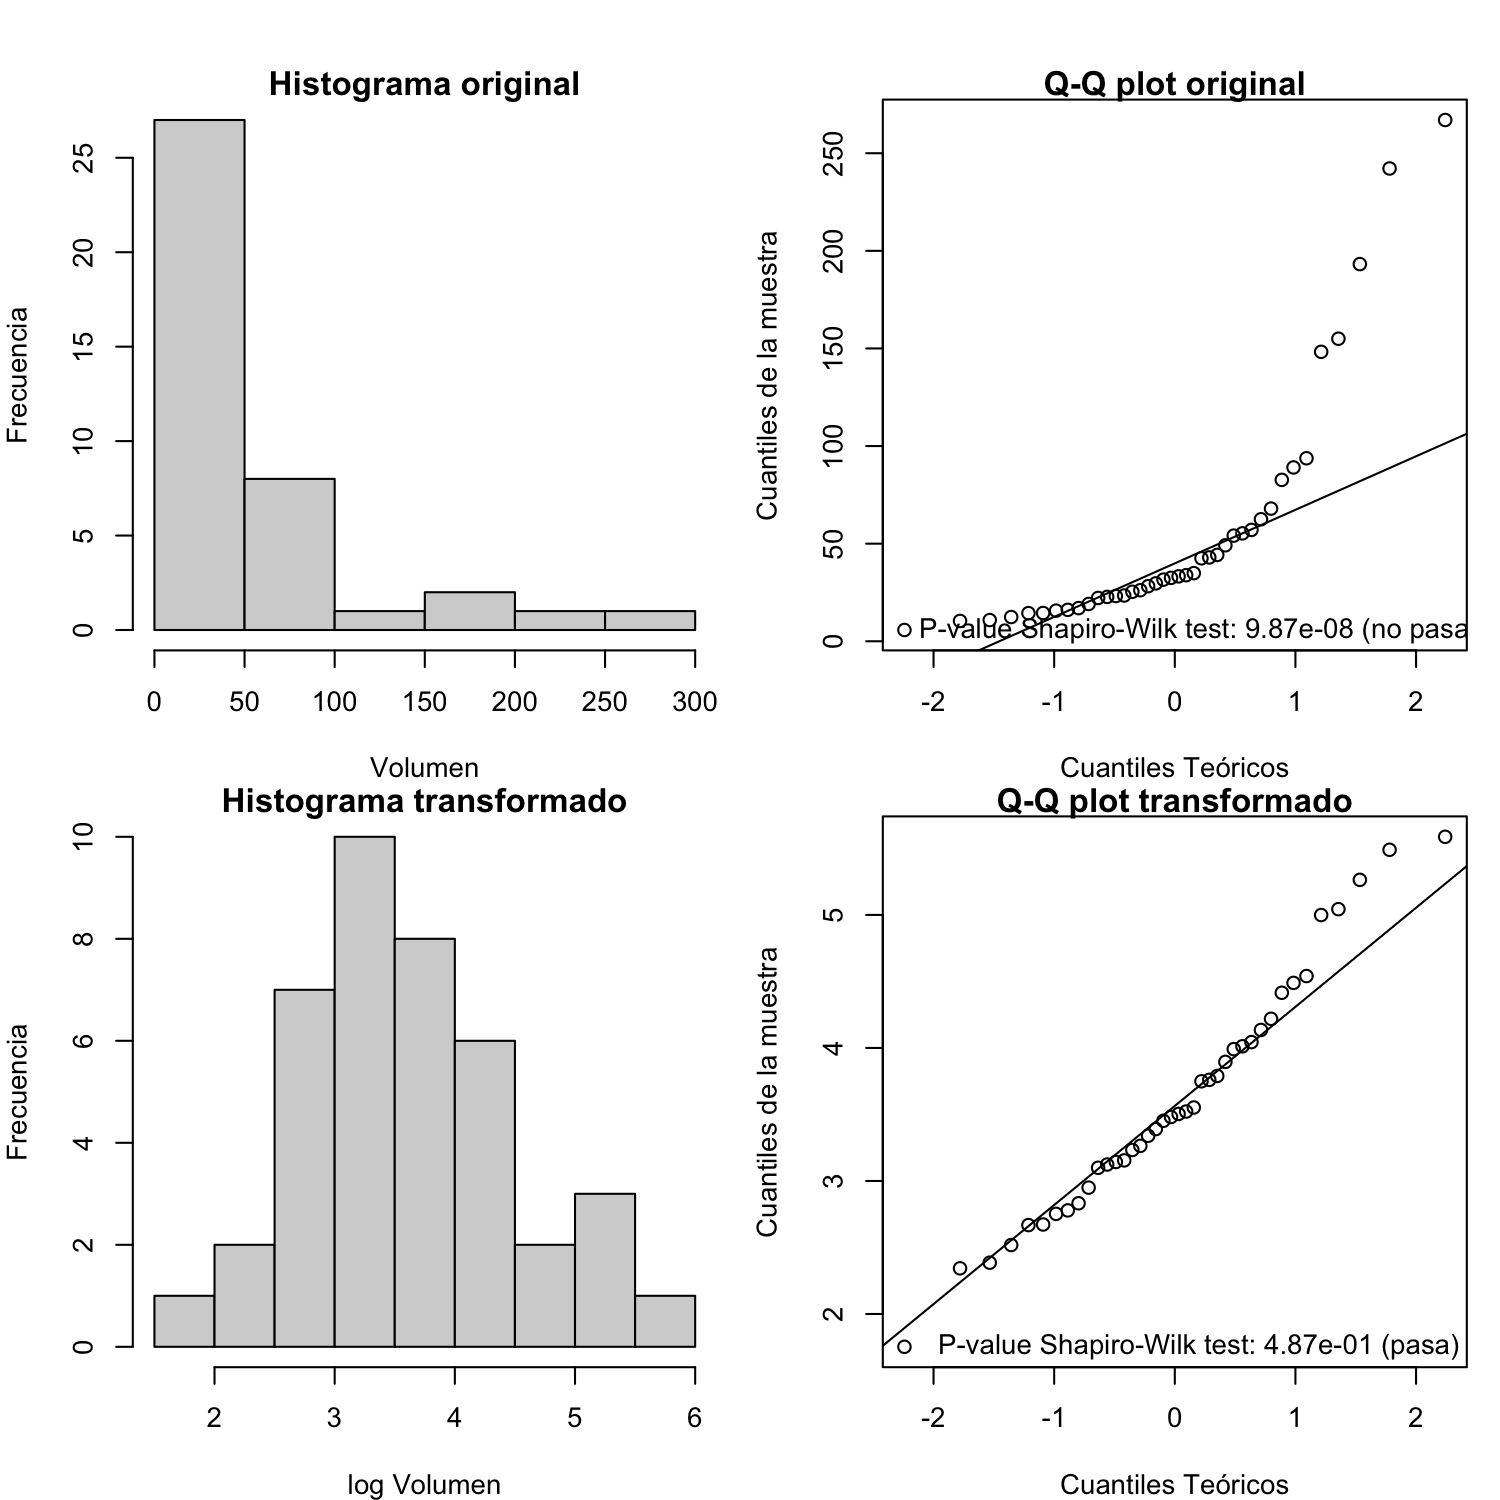 Histograma original
Frecuencia
25
20
15
10
5
0
0 50 100 150 200 250 300
Volumen
Q-Q plot original
Cuantiles de la muestra
250
200
150
100
50
0
P-value Shapiro-Wilk test: 9.87e-08 (no pasa
-2 -1 0 1 2
Cuantiles Teóricos
Histograma transformado
Frecuencia
10
8
6
4
2
0
2 3 4 5 6
log Volumen
Q-Q plot transformado
Cuantiles de la muestra
5
4
3
2
P-value Shapiro-Wilk test: 4.87e-01 (pasa)
-2 -1 0 1 2
Cuantiles Teóricos